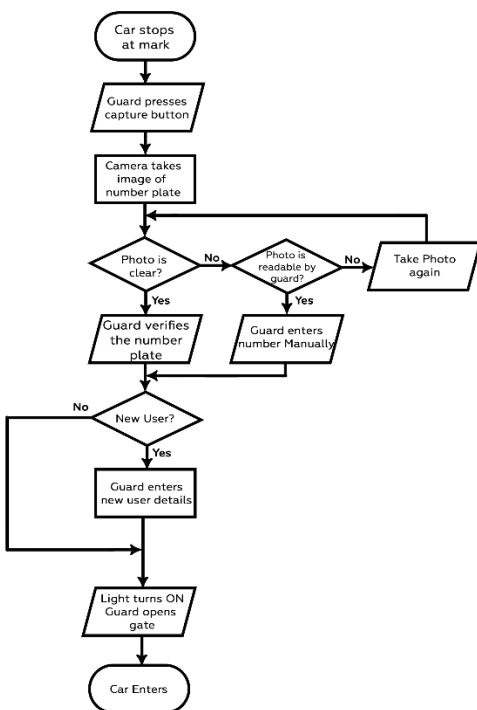 Car stops
at mark
Guard presses
capture button
Camera takes
image of
number plate
Photo is
clear?
No
Photo is
readable by
guard?
No
Take Photo
again
Yes
Yes
Guard verifies
the number
plate
Guard enters
number Manually
No
New User?
Yes
Guard enters
new user details
Light turns ON
Guard opens
gate
Car Enters